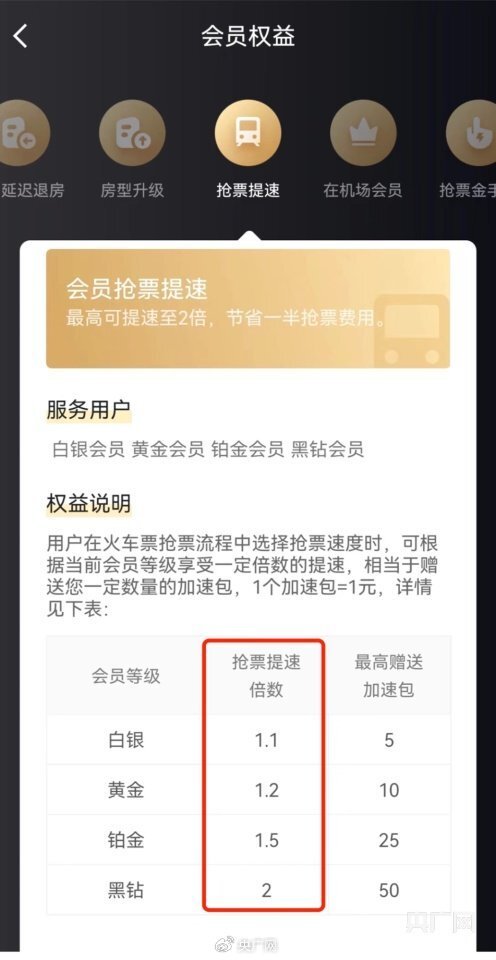 会员权益
延迟退房 房型升级 抢票提速 在机场会员 抢票金手
会员抢票提速
最高可提速至2倍，节省一半抢票费用。
服务用户
白银会员 黄金会员 铂金会员 黑钻会员
权益说明
用户在火车票抢票流程中选择抢票速度时，可根
据当前会员等级享受一定倍数的提速，相当于赠
送您一定数量的加速包，1个加速包=1元，详情
见下表：
会员等级 抢票提速倍数 最高赠送加速包
白银 1.1 5
黄金 1.2 10
铂金 1.5 25
黑钻 2 50
央广网
央广网